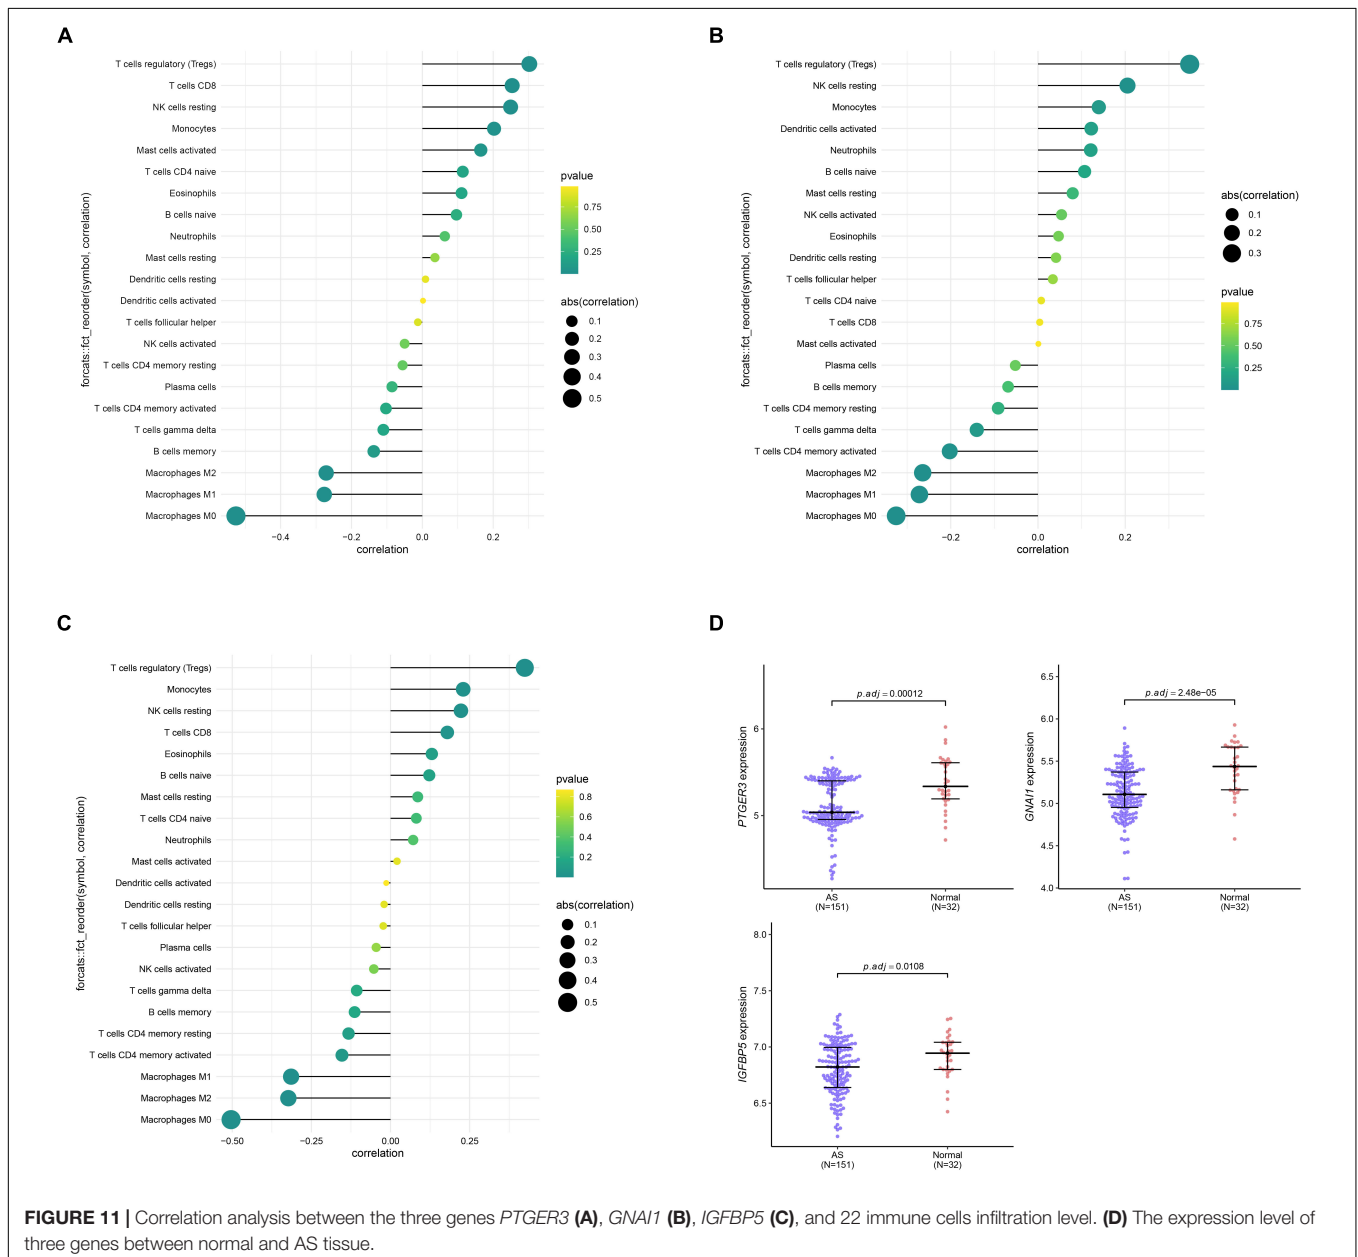 A
forcats::fct_reorder(symbol, correlation)
T cells regulatory (Tregs)
T cells CD8
NK cells resting
Monocytes
Mast cells activated
T cells CD4 naive
Eosinophils
B cells naive
Neutrophils
Mast cells resting
Dendritic cells resting
Dendritic cells activated
T cells follicular helper
NK cells activated
T cells CD4 memory resting
Plasma cells
T cells CD4 memory activated
T cells gamma delta
B cells memory
Macrophages M2
Macrophages M1
Macrophages M0
−0.4 −0.2 0.0 0.2
correlation
pvalue
0.75
0.50
0.25
abs(correlation)
0.1
0.2
0.3
0.4
0.5
B
forcats::fct_reorder(symbol, correlation)
T cells regulatory (Tregs)
NK cells resting
Monocytes
Dendritic cells activated
Neutrophils
B cells naive
Mast cells resting
NK cells activated
Eosinophils
Dendritic cells resting
T cells follicular helper
T cells CD4 naive
T cells CD8
Mast cells activated
Plasma cells
B cells memory
T cells CD4 memory resting
T cells gamma delta
T cells CD4 memory activated
Macrophages M2
Macrophages M1
Macrophages M0
−0.2 0.0 0.2
correlation
abs(correlation)
0.1
0.2
0.3
pvalue
0.75
0.50
0.25
C
forcats::fct_reorder(symbol, correlation)
T cells regulatory (Tregs)
Monocytes
NK cells resting
T cells CD8
Eosinophils
B cells naive
Mast cells resting
T cells CD4 naive
Neutrophils
Mast cells activated
Dendritic cells activated
Dendritic cells resting
T cells follicular helper
Plasma cells
NK cells activated
T cells gamma delta
B cells memory
T cells CD4 memory resting
T cells CD4 memory activated
Macrophages M1
Macrophages M2
Macrophages M0
−0.50 −0.25 0.00 0.25
correlation
pvalue
0.8
0.6
0.4
0.2
abs(correlation)
0.1
0.2
0.3
0.4
0.5
D
PTGER3 expression
6
5
p.adj = 0.00012
AS Normal
(N=151) (N=32)
GNAI1 expression
6.5
6.0
5.5
5.0
4.5
4.0
p.adj = 2.48e−05
AS Normal
(N=151) (N=32)
IGFBP5 expression
8.0
7.5
7.0
6.5
p.adj = 0.0108
AS Normal
(N=151) (N=32)
FIGURE 11 | Correlation analysis between the three genes PTGER3 (A), GNAI1 (B), IGFBP5 (C), and 22 immune cells infiltration level. (D) The expression level of
three genes between normal and AS tissue.